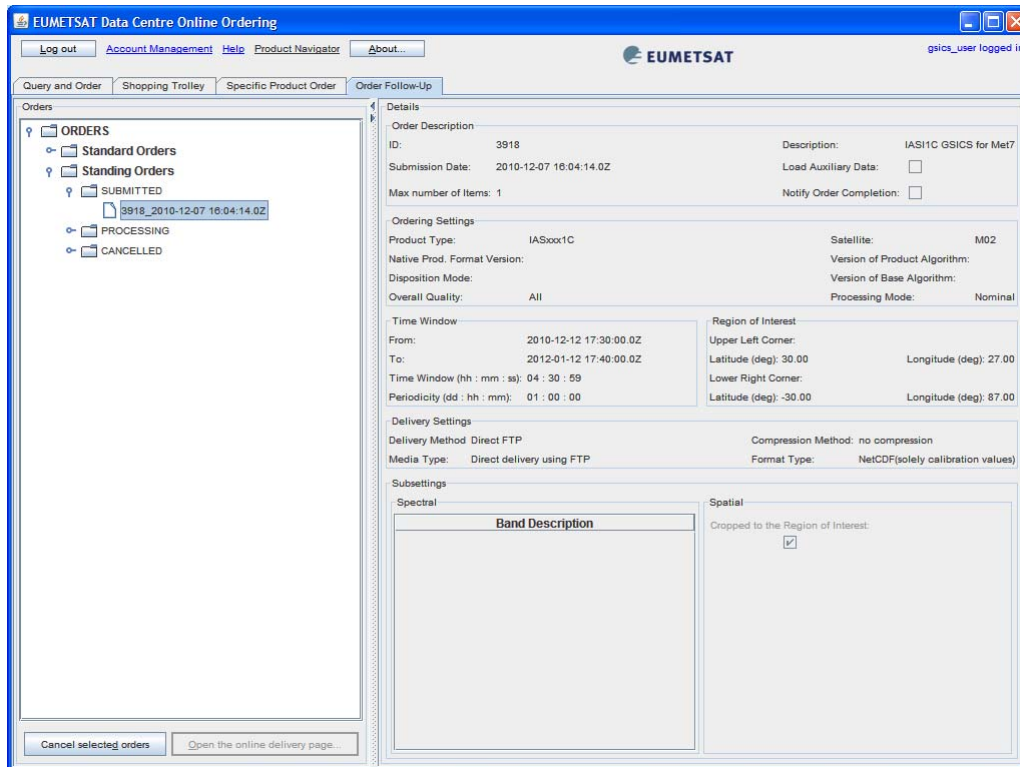 EUMETSAT Data Centre Online Ordering
Log out Account Management Help Product Navigator About... EUMETSAT gsics_user logged in
Query and Order Shopping Trolley Specific Product Order Order Follow-Up
Orders
ORDERS
Standard Orders
Standing Orders
SUBMITTED
3918_2010-12-07 16:04:14.0Z
PROCESSING
CANCELLED
Cancel selected orders Open the online delivery page...
Details
Order Description
ID: 3918 Description: IASI1C GSICS for Met7
Submission Date: 2010-12-07 16:04:14.0Z Load Auxiliary Data:
Max number of Items: 1 Notify Order Completion:
Ordering Settings
Product Type: IASxxx1C Satellite: M02
Native Prod. Format Version: Version of Product Algorithm:
Disposition Mode: Version of Base Algorithm:
Overall Quality: All Processing Mode: Nominal
Time Window
From: 2010-12-12 17:30:00.0Z
To: 2012-01-12 17:40:00.0Z
Time Window (hh : mm : ss): 04 : 30 : 59
Periodicity (dd : hh : mm): 01 : 00 : 00
Region of Interest
Upper Left Corner:
Latitude (deg): 30.00 Longitude (deg): 27.00
Lower Right Corner:
Latitude (deg): -30.00 Longitude (deg): 87.00
Delivery Settings
Delivery Method Direct FTP Compression Method: no compression
Media Type: Direct delivery using FTP Format Type: NetCDF(solely calibration values)
Subsettings
Spectral
Band Description
Spatial
Cropped to the Region of Interest: